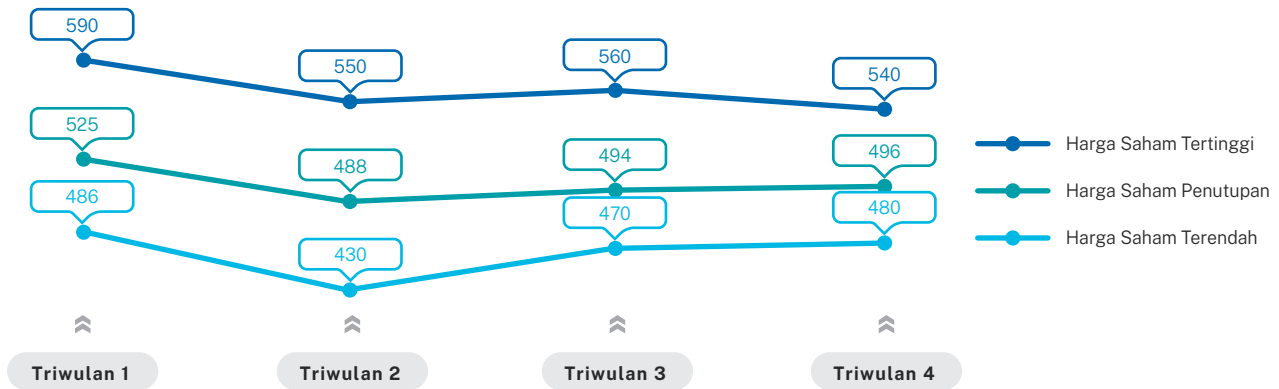 590
550
560
540
525
488
494
496
486
430
470
480
Harga Saham Tertinggi
Harga Saham Penutupan
Harga Saham Terendah
Triwulan 1
Triwulan 2
Triwulan 3
Triwulan 4